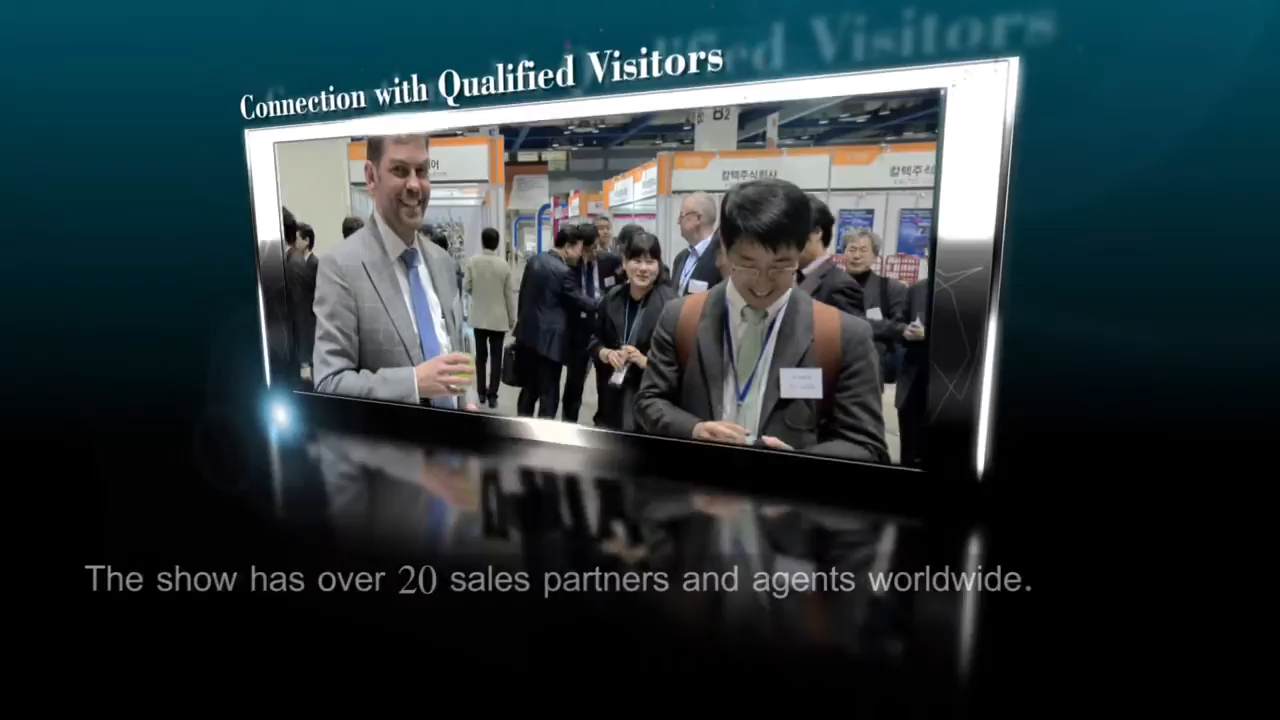 Connection with Qualified Visitors
B2
칼텍주식회사
The show has over 20 sales partners and agents worldwide.